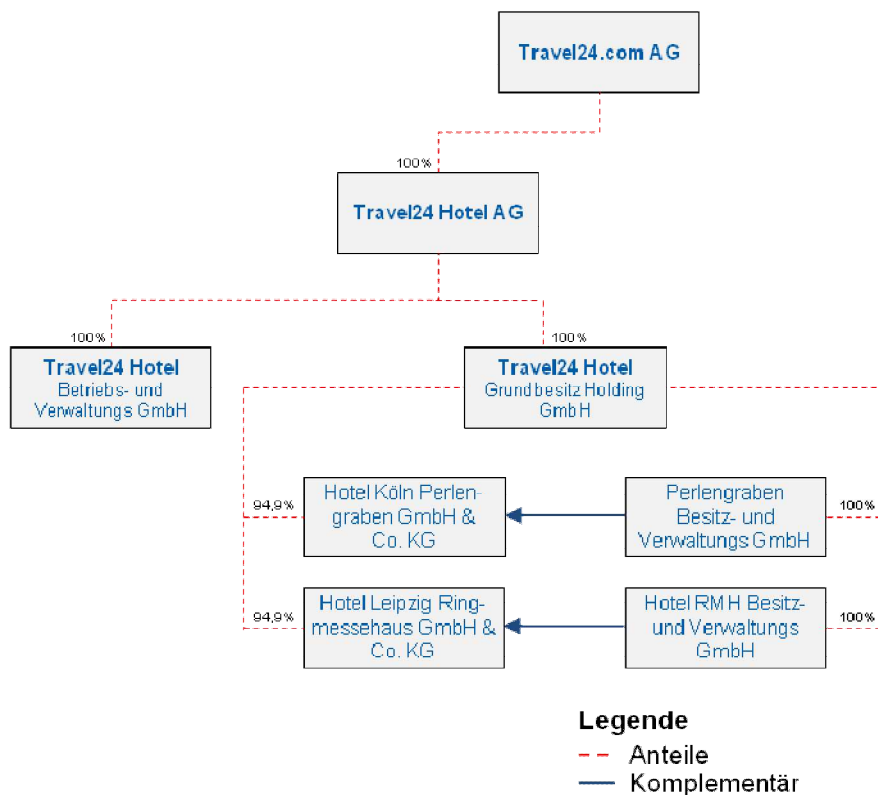 Travel24.com AG
100%
Travel24 Hotel AG
100%
100%
Travel24 Hotel
Betriebs- und
Verwaltungs GmbH
Travel24 Hotel
Grundbesitz Holding
GmbH
94,9%
Hotel Köln Perlen-
graben GmbH &
Co. KG
Perlengraben
Besitz- und
Verwaltungs GmbH
100%
94,9%
Hotel Leipzig Ring-
messehaus GmbH &
Co. KG
Hotel RMH Besitz-
und Verwaltungs
GmbH
100%
Legende
Anteile
Komplementär